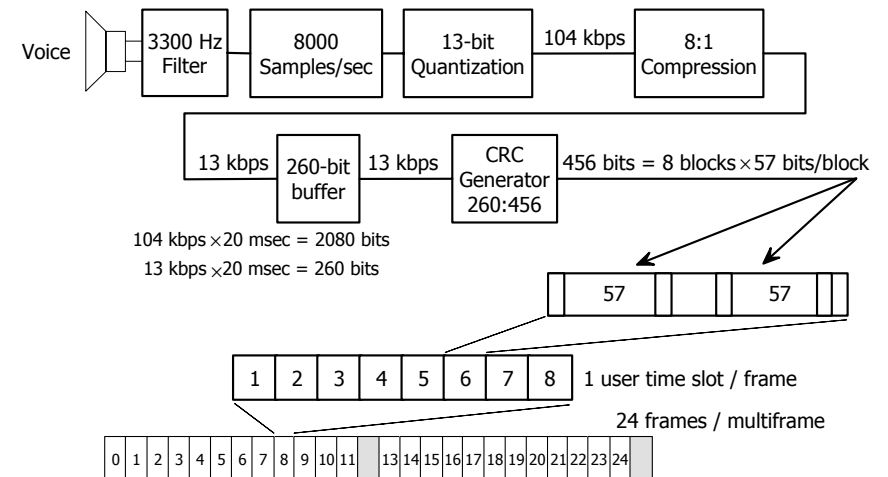 Voice
3300 Hz
Filter
8000
Samples/sec
13-bit
Quantization
104 kbps
8:1
Compression
13 kbps
260-bit
buffer
13 kbps
CRC
Generator
260:456
456 bits = 8 blocks×57 bits/block
104 kbps×20 msec = 2080 bits
13 kbps×20 msec = 260 bits
57 57
1 2 3 4 5 6 7 8 1 user time slot / frame
24 frames / multiframe
0 1 2 3 4 5 6 7 8 9 10 11 13 14 15 16 17 18 19 20 21 22 23 24